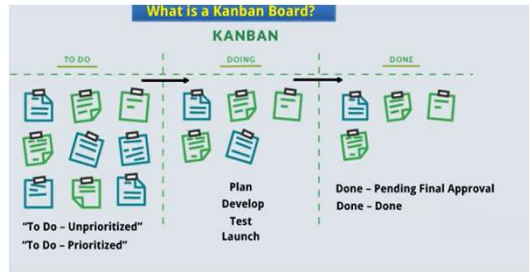 What is a Kanban Board?
KANBAN
TO DO
DOING
DONE
"To Do – Unprioritized"
"To Do – Prioritized"
Plan
Develop
Test
Launch
Done – Pending Final Approval
Done – Done